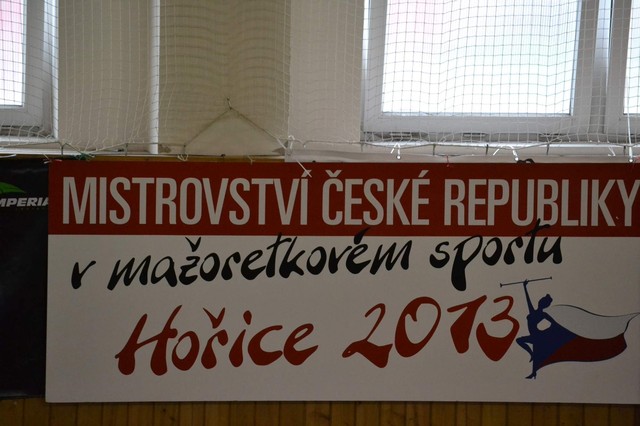 MISTROVSTVÍ ČESKÉ REPUBLIKY
v mažoretkovém sportu
Hořice 2013